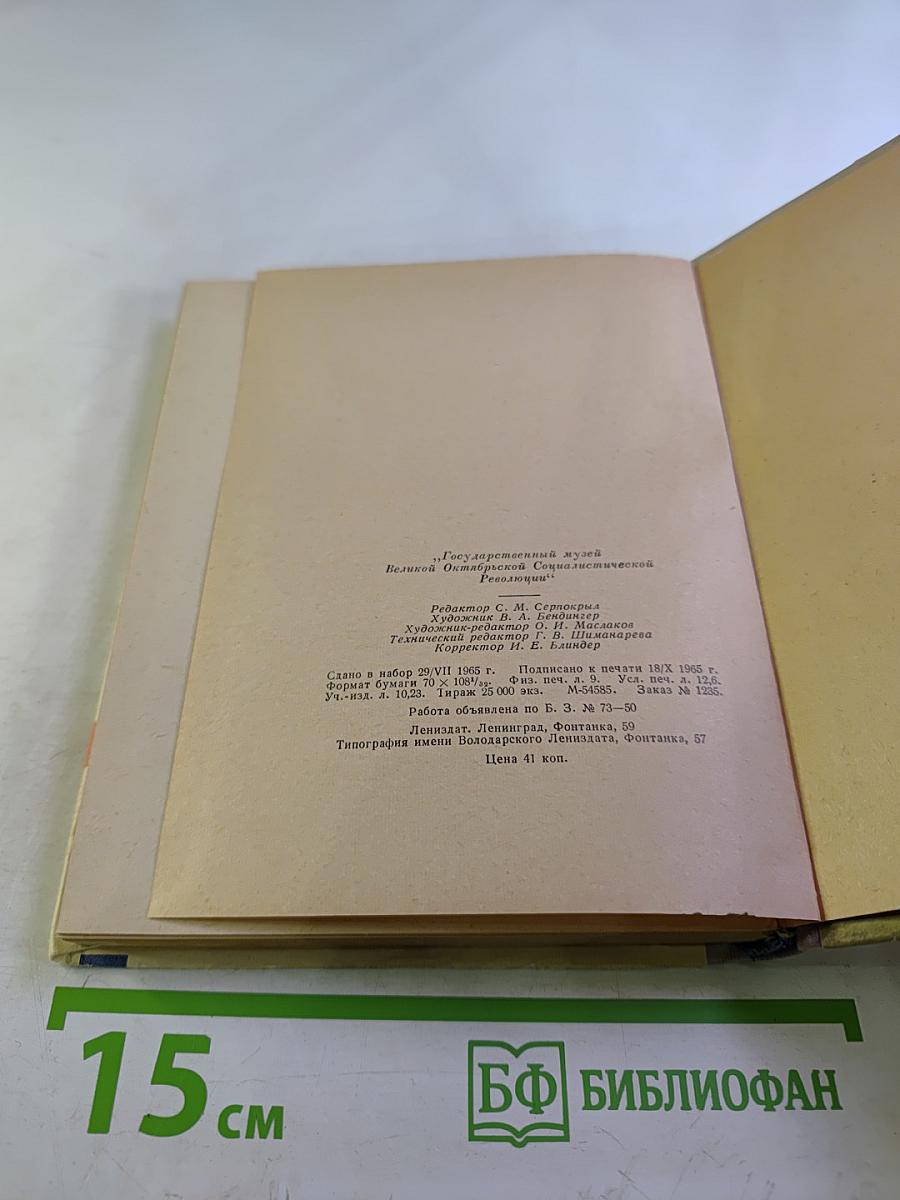 „Государственный музей
Великой Октябрьской Социалистической
Революции“
Редактор С. М. Серпокрыл
Художник В. А. Бендингер
Художник-редактор О. И. Маслаков
Технический редактор Г. В. Шиманарева
Корректор И. Е. Блиндер
Сдано в набор 29/VII 1965 г. Подписано к печати 18/X 1965 г.
Формат бумаги 70 × 108¹/₃₂. Физ. печ. л. 9. Усл. печ. л. 12,6.
Уч.-изд. л. 10,23. Тираж 25 000 экз. М-54585. Заказ № 1235.
Работа объявлена по Б. З. № 73—50
Лениздат. Ленинград, Фонтанка, 59
Типография имени Володарского Лениздата, Фонтанка, 57
Цена 41 коп.
15 см
БФ БИБЛИОФАН